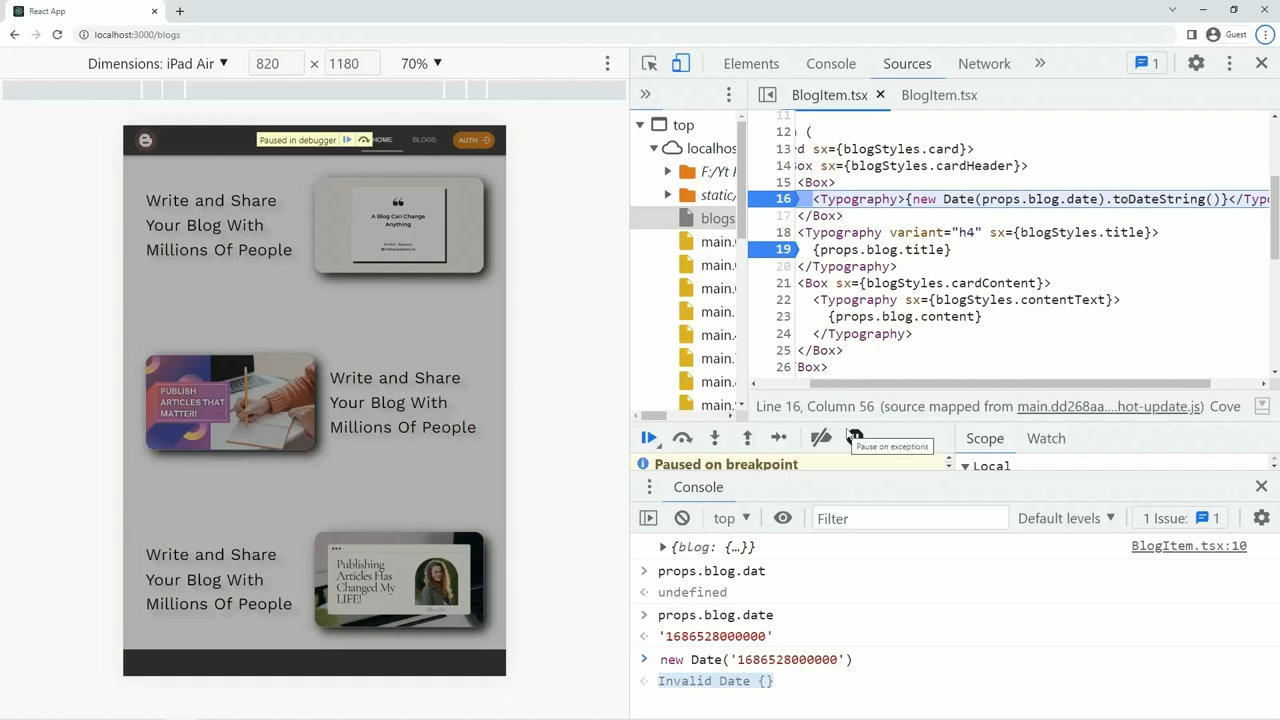 React App
localhost:3000/blogs
Guest
Dimensions: iPad Air
820 × 1180
70%
Elements
Console
Sources
Network
1
BlogItem.tsx
BlogItem.tsx
top
localhos
F:/Yt F
static/
blogs
main.
main.
main.
main.
main.
main.
main.
main.
11
12 (
13 d sx={blogStyles.card}>
14 ox sx={blogStyles.cardHeader}>
15 <Box>
16 <Typography>{new Date(props.blog.date).toDateString()}</Typo
17 </Box>
18 <Typography variant="h4" sx={blogStyles.title}>
19 {props.blog.title}
20 </Typography>
21 <Box sx={blogStyles.cardContent}>
22 <Typography sx={blogStyles.contentText}>
23 {props.blog.content}
24 </Typography>
25 </Box>
26 Box>
Line 16, Column 56 (source mapped from main.dd268aa....hot-update.js) Cove
Pause on exceptions
Scope
Watch
Paused on breakpoint
Local
Console
top
Filter
Default levels
1 Issue: 1
{blog: {…}}
BlogItem.tsx:10
props.blog.dat
undefined
props.blog.date
'1686528000000'
new Date('1686528000000')
Invalid Date {}
Paused in debugger
HOME
BLOGS
AUTH
Write and Share
Your Blog With
Millions Of People
A Blog Can Change
Anything
PUBLISH
ARTICLES THAT
MATTER!
Write and Share
Your Blog With
Millions Of People
Write and Share
Your Blog With
Millions Of People
Publishing
Articles Has
Changed My
LIFE!